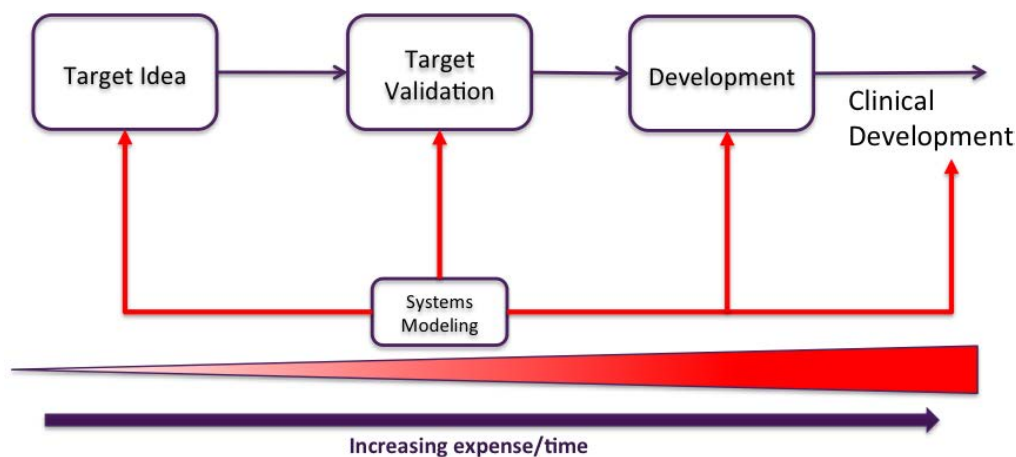 Target Idea
Target
Validation
Development
Clinical
Development
Systems
Modeling
Increasing expense/time